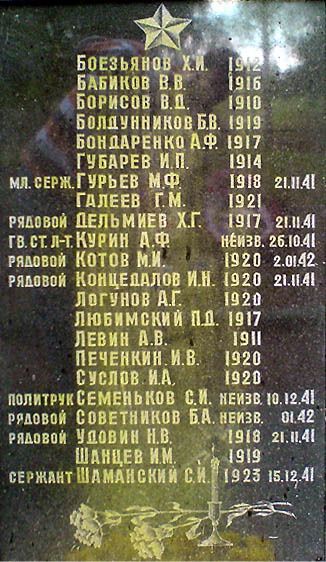 Боезьянов Х.И. 1912
Бабиков В.В. 1916
Борисов В.Д. 1910
Болдунников Б.В. 1919
Бондаренко А.Ф. 1917
Губарев И.П. 1914
мл. серж. Гурьев М.Ф. 1918 21.11.41
Галеев Г.М. 1921
рядовой Дельмиев Х.Г. 1917 21.11.41
гв. ст. л-т. Курин А.Ф. неизв. 26.10.41
рядовой Котов М.И. 1920 2.01.42
рядовой Концедалов И.Н. 1920 21.11.41
Логунов А.Г. 1920
Любимский П.Д. 1917
Левин А.В. 1911
Печенкин И.В. 1920
Суслов И.А. 1920
политрук Семеньков С.И. неизв. 10.12.41
рядовой Советников Б.А. неизв. 01.42
рядовой Удовин Н.В. 1918 21.11.41
Шанцев И.М. 1919
сержант Шаманский С.И. 1923 15.12.41